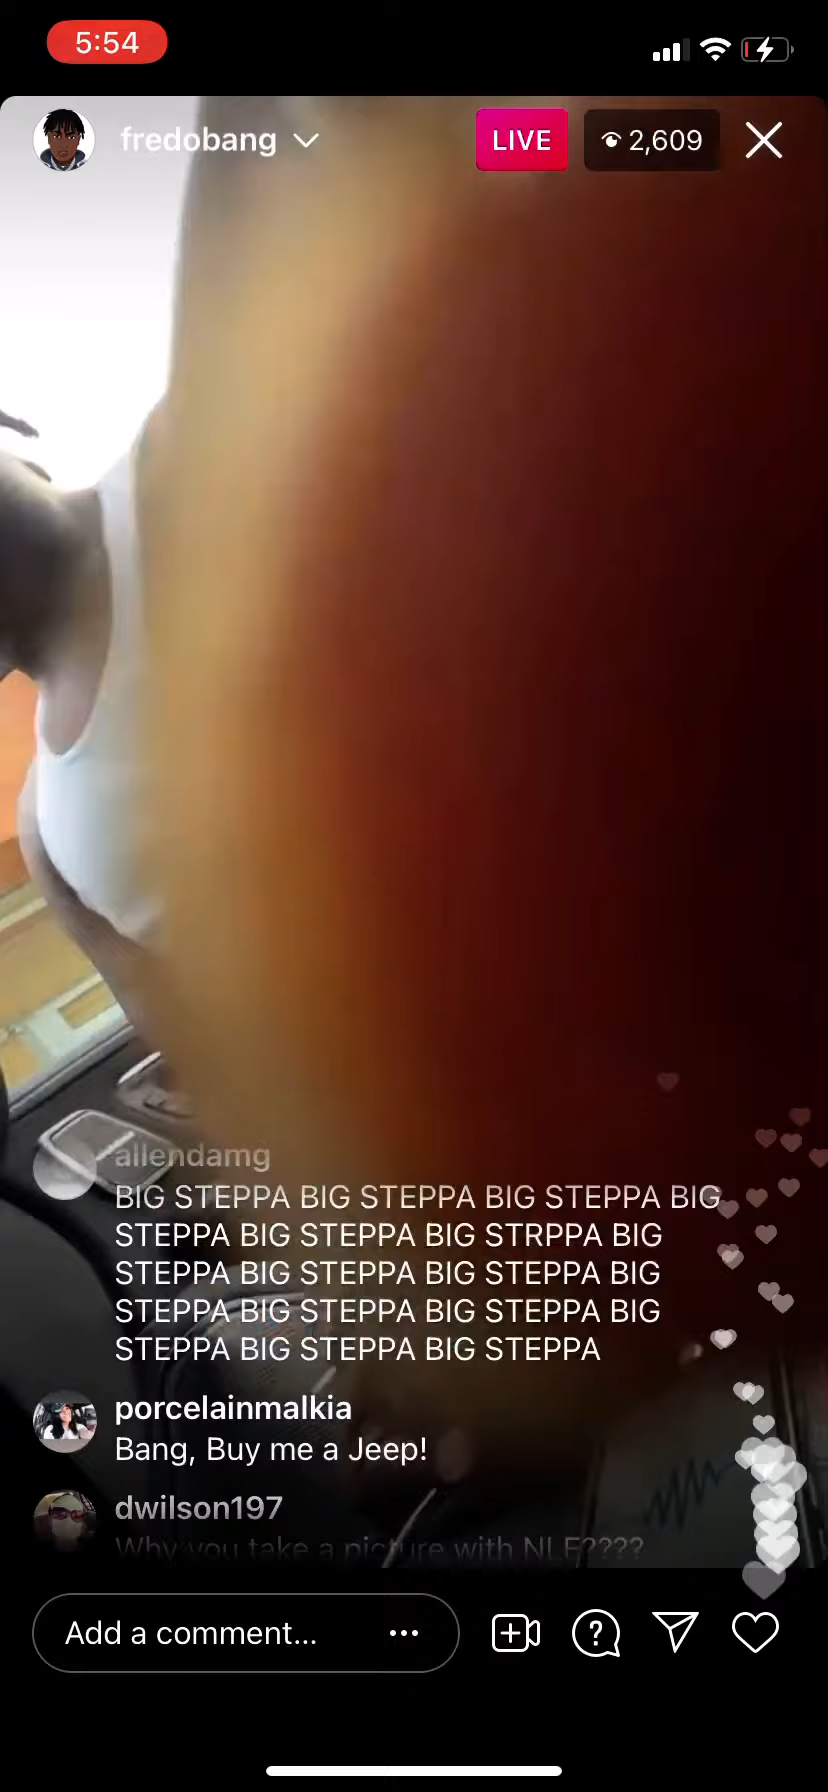 5:54
fredobang
LIVE
2,609
allendamg
BIG STEPPA BIG STEPPA BIG STEPPA BIG
STEPPA BIG STEPPA BIG STRPPA BIG
STEPPA BIG STEPPA BIG STEPPA BIG
STEPPA BIG STEPPA BIG STEPPA BIG
STEPPA BIG STEPPA BIG STEPPA
porcelainmalkia
Bang, Buy me a Jeep!
dwilson197
Why you take a picture with NLF????
Add a comment...